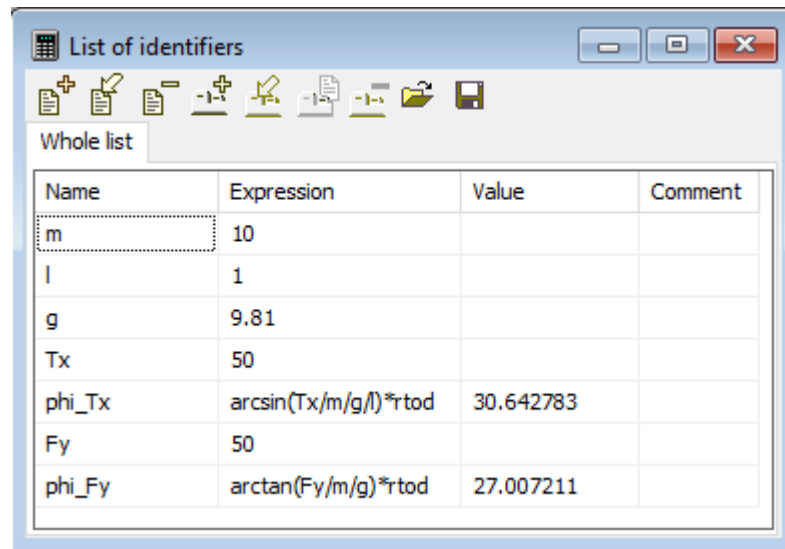 List of identifiers
Whole list
Name Expression Value Comment
m 10
l 1
g 9.81
Tx 50
phi_Tx arcsin(Tx/m/g/l)*rtod 30.642783
Fy 50
phi_Fy arctan(Fy/m/g)*rtod 27.007211